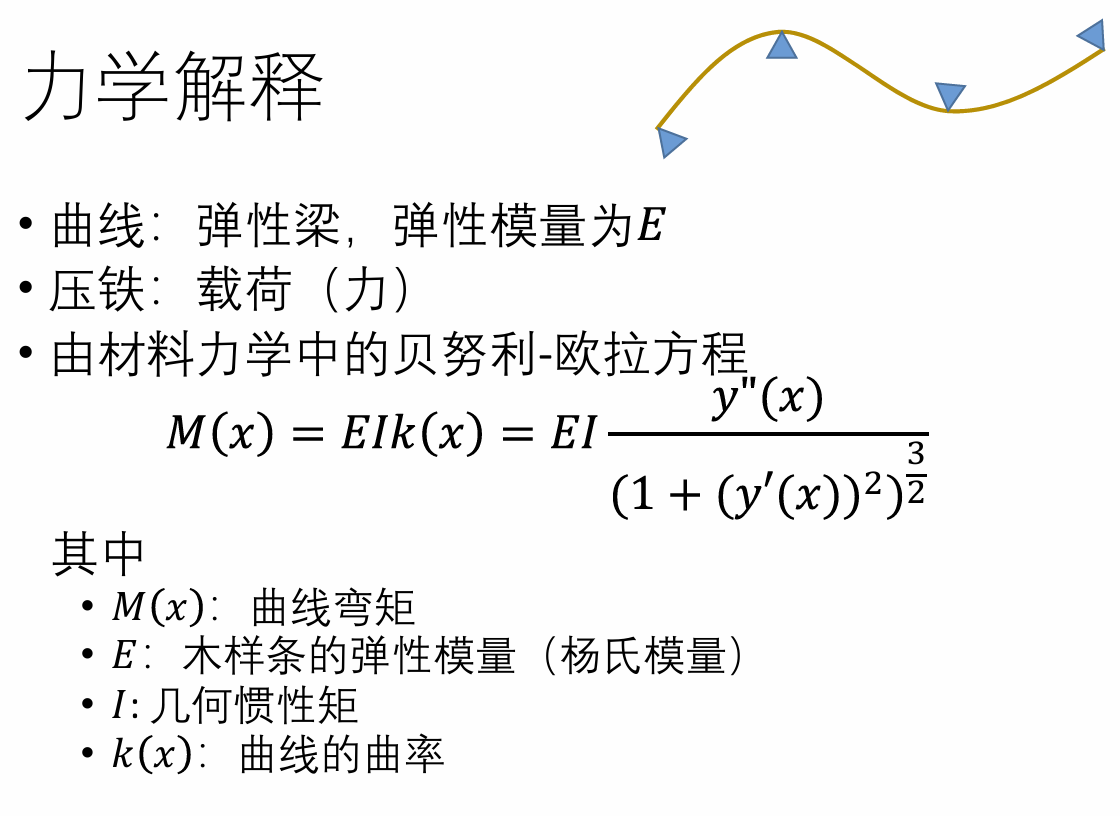 力学解释
• 曲线：弹性梁，弹性模量为E
• 压铁：载荷（力）
• 由材料力学中的贝努利-欧拉方程
M(x) = EIk(x) = EI y"(x) / (1 + (y′(x))²)^(3/2)
其中
• M(x)：曲线弯矩
• E：木样条的弹性模量（杨氏模量）
• I: 几何惯性矩
• k(x)：曲线的曲率